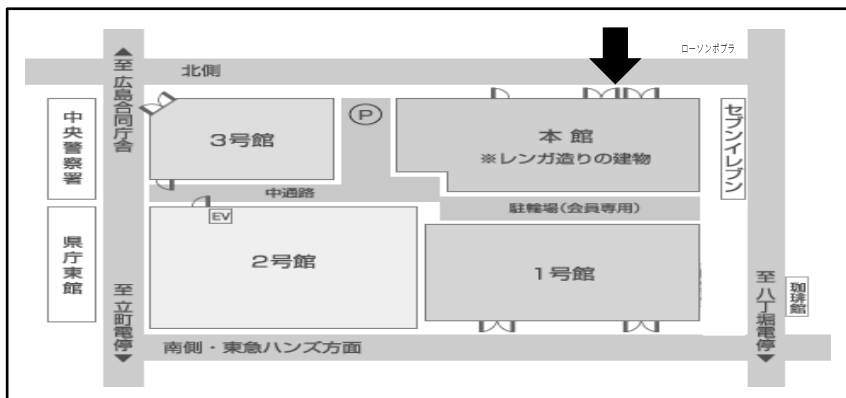 ローソンポプラ
北側
至広島合同庁舎
中央警察署
3号館
P
本館
※レンガ造りの建物
セブンイレブン
中通路
駐輪場(会員専用)
EV
県庁東館
2号館
1号館
至立町電停
至八丁堀電停
珈琲館
南側・東急ハンズ方面